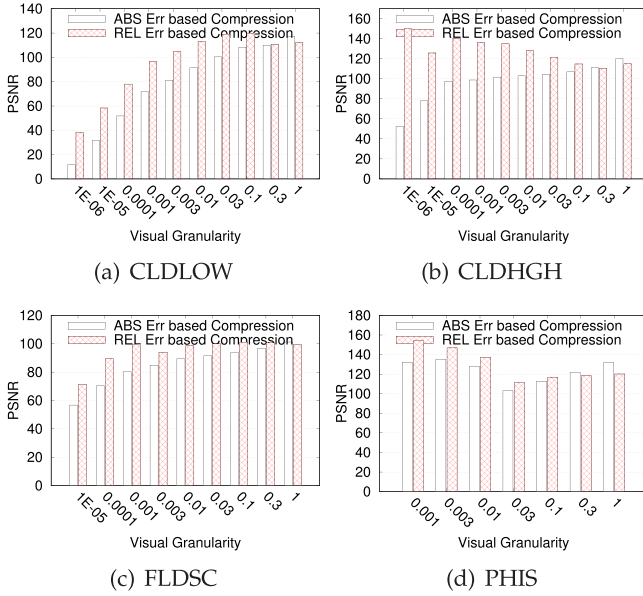 ABS Err based Compression
REL Err based Compression
PSNR
140
120
100
80
60
40
20
0
1E-06
1E-05
0.0001
0.001
0.003
0.01
0.03
0.1
0.3
1
Visual Granularity
(a) CLDLOW
ABS Err based Compression
REL Err based Compression
PSNR
160
140
120
100
80
60
40
20
0
1E-06
1E-05
0.0001
0.001
0.003
0.01
0.03
0.1
0.3
1
Visual Granularity
(b) CLDHGH
ABS Err based Compression
REL Err based Compression
PSNR
120
100
80
60
40
20
0
1E-05
0.0001
0.001
0.003
0.01
0.03
0.1
0.3
1
Visual Granularity
(c) FLDSC
ABS Err based Compression
REL Err based Compression
PSNR
180
160
140
120
100
80
60
40
20
0
0.001
0.003
0.01
0.03
0.1
0.3
1
Visual Granularity
(d) PHIS